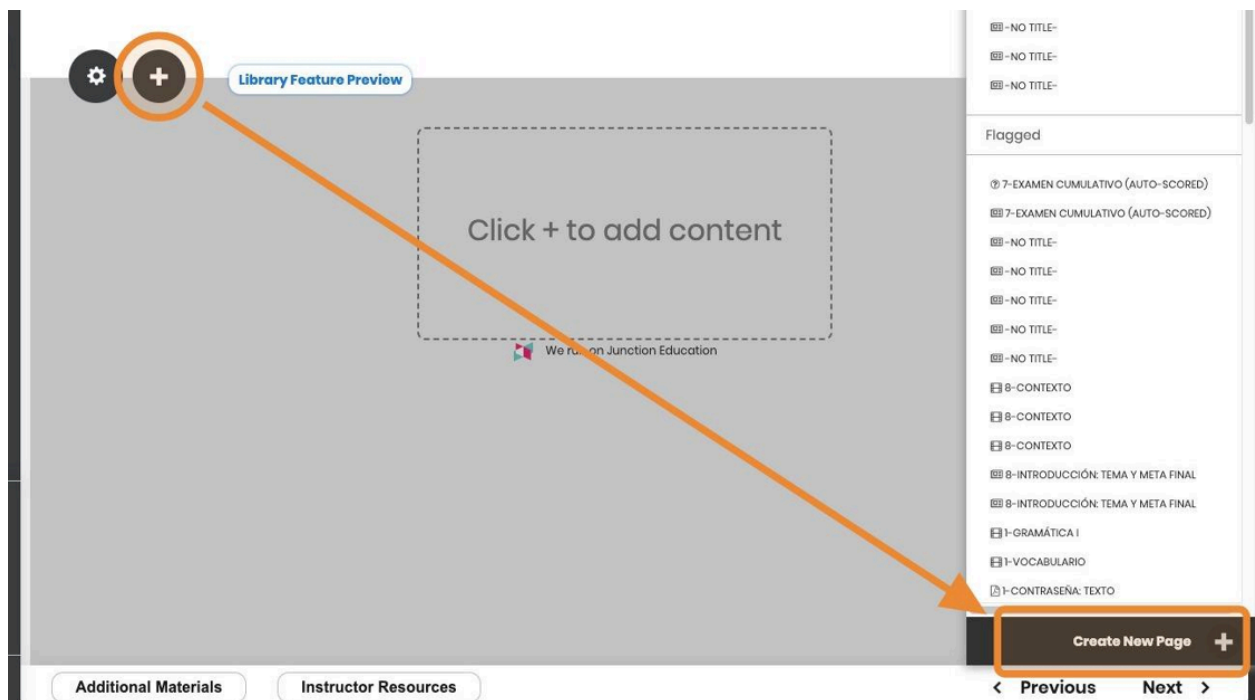 -NO TITLE-
-NO TITLE-
-NO TITLE-
Library Feature Preview
Flagged
7-EXAMEN CUMULATIVO (AUTO-SCORED)
7-EXAMEN CUMULATIVO (AUTO-SCORED)
-NO TITLE-
-NO TITLE-
-NO TITLE-
-NO TITLE-
-NO TITLE-
8-CONTEXTO
8-CONTEXTO
8-CONTEXTO
8-INTRODUCCIÓN: TEMA Y META FINAL
8-INTRODUCCIÓN: TEMA Y META FINAL
1-GRAMÁTICA I
1-VOCABULARIO
1-CONTRASEÑA: TEXTO
Click + to add content
We run on Junction Education
Create New Page +
Additional Materials
Instructor Resources
< Previous
Next >